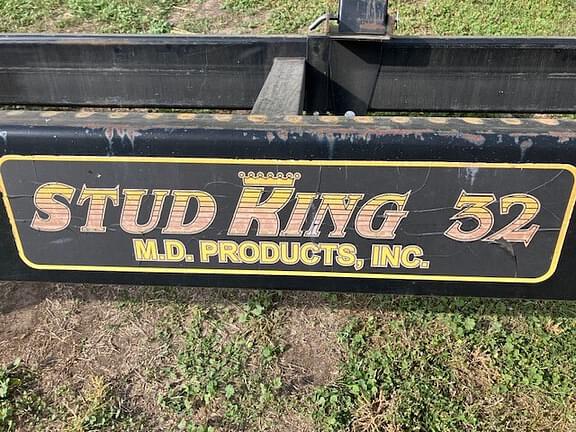 STUD KING 32
M.D. PRODUCTS, INC.